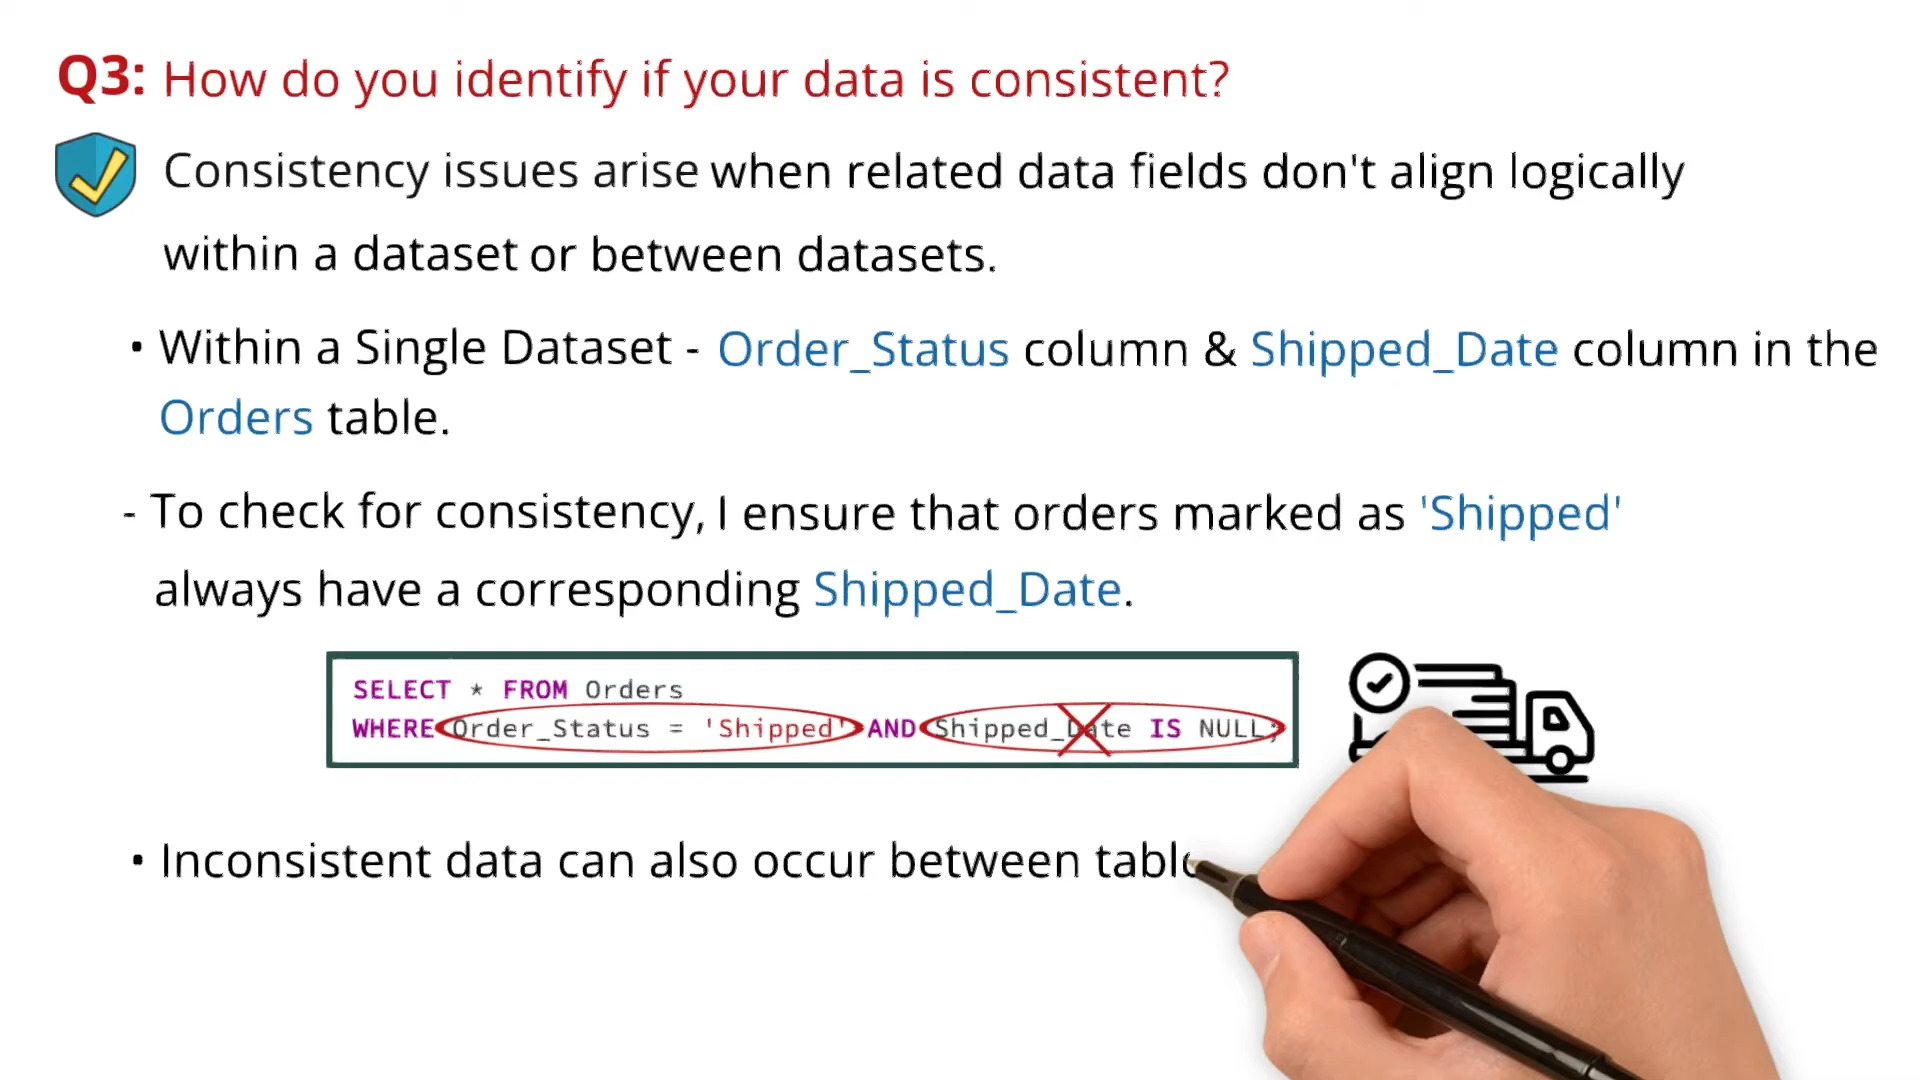 Q3: How do you identify if your data is consistent?
Consistency issues arise when related data fields don't align logically
within a dataset or between datasets.
• Within a Single Dataset - Order_Status column & Shipped_Date column in the
Orders table.
- To check for consistency, I ensure that orders marked as 'Shipped'
always have a corresponding Shipped_Date.
SELECT * FROM Orders
WHERE Order_Status = 'Shipped' AND Shipped_Date IS NULL;
• Inconsistent data can also occur between